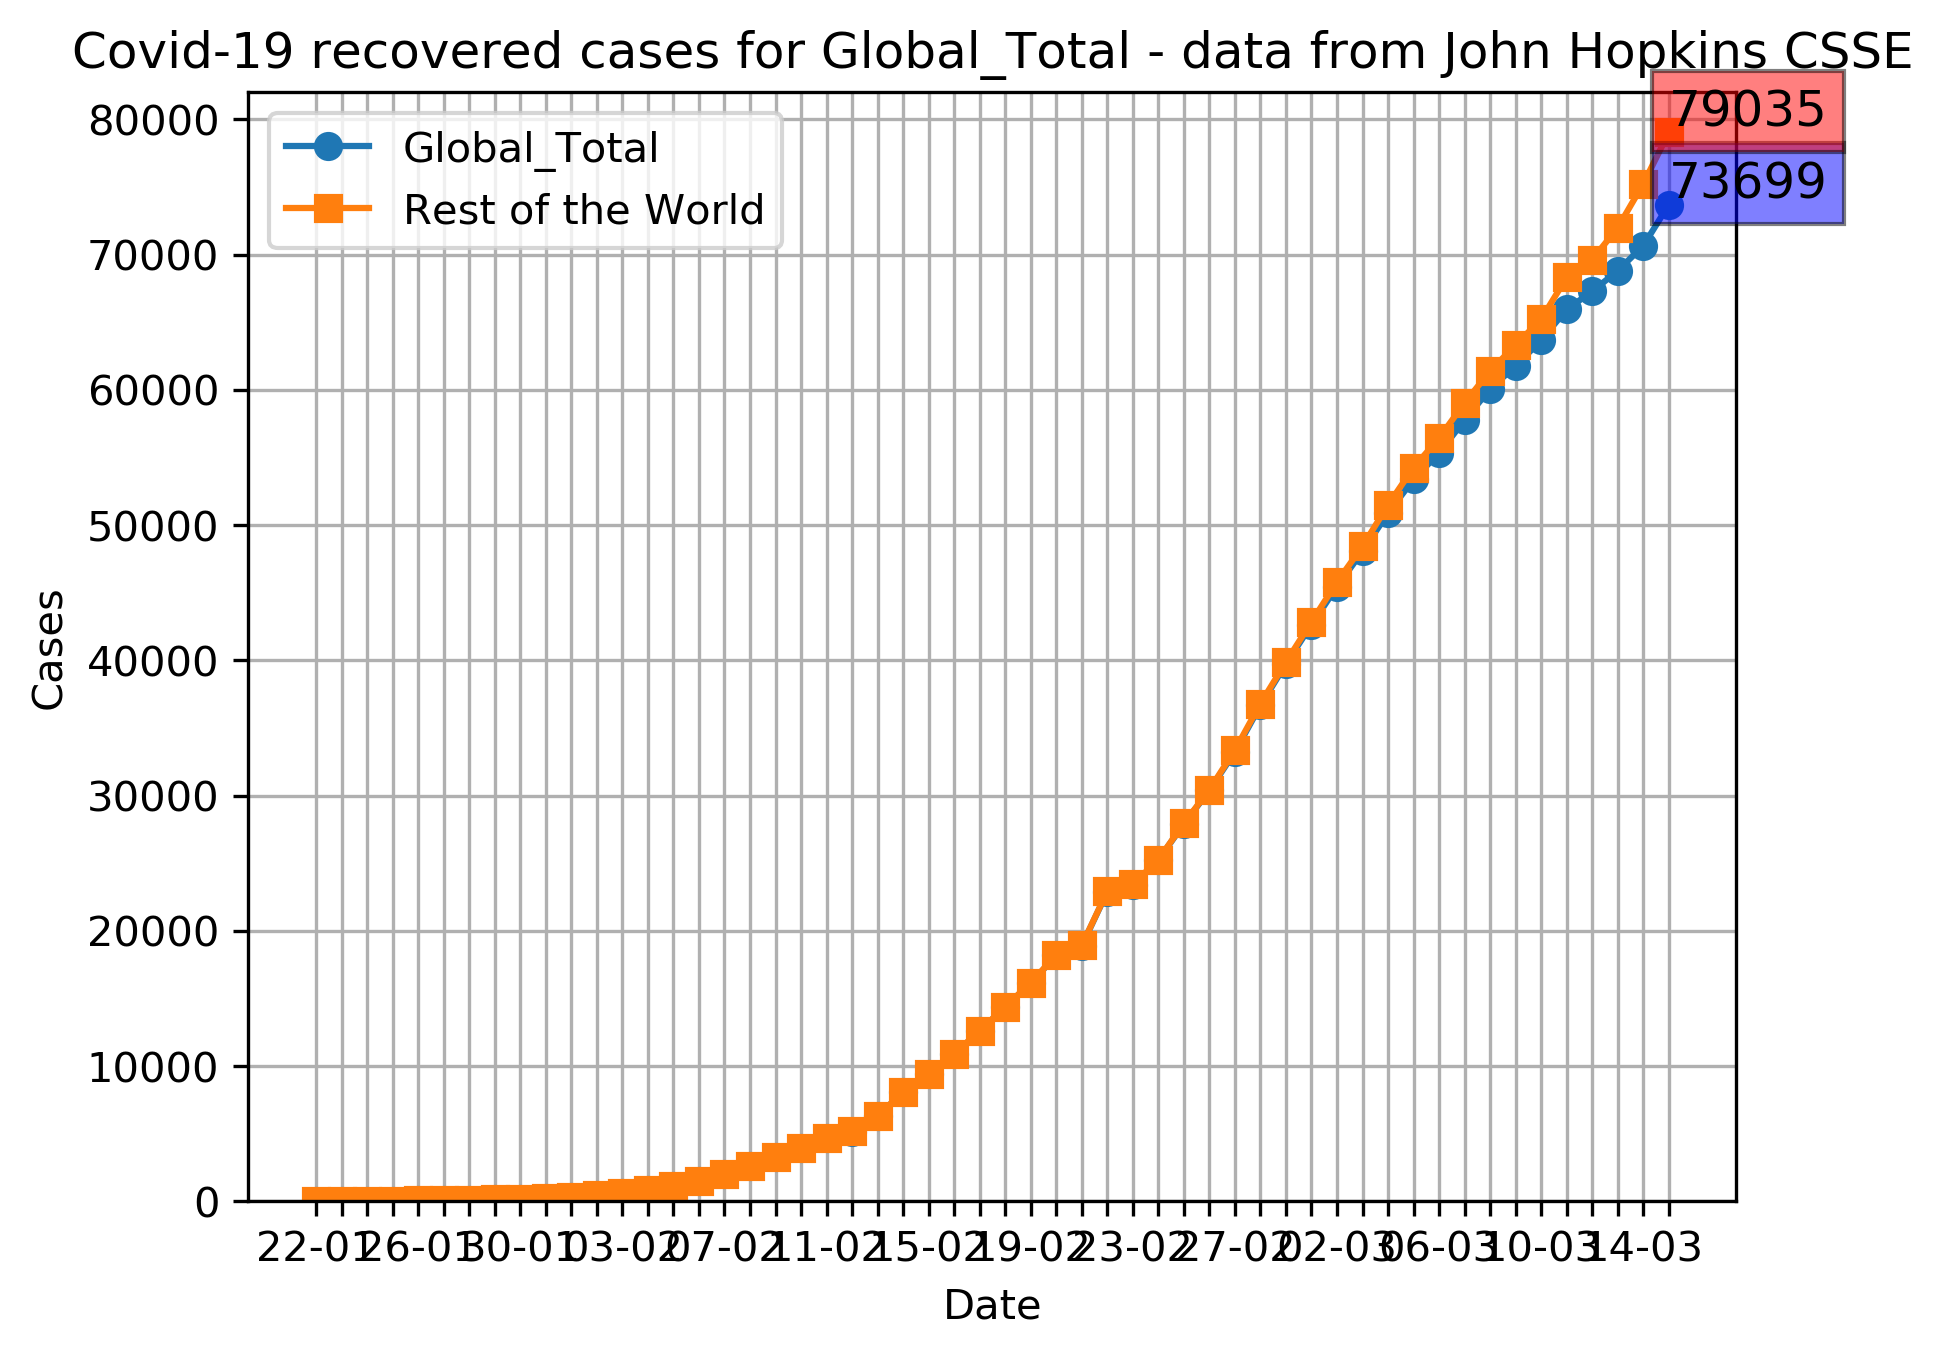 Covid-19 recovered cases for Global_Total - data from John Hopkins CSSE
79035
73699
Global_Total
Rest of the World
80000
70000
60000
50000
40000
30000
20000
10000
0
Cases
22-01 26-01 30-01 03-02 07-02 11-02 15-02 19-02 23-02 27-02 02-03 06-03 10-03 14-03
Date